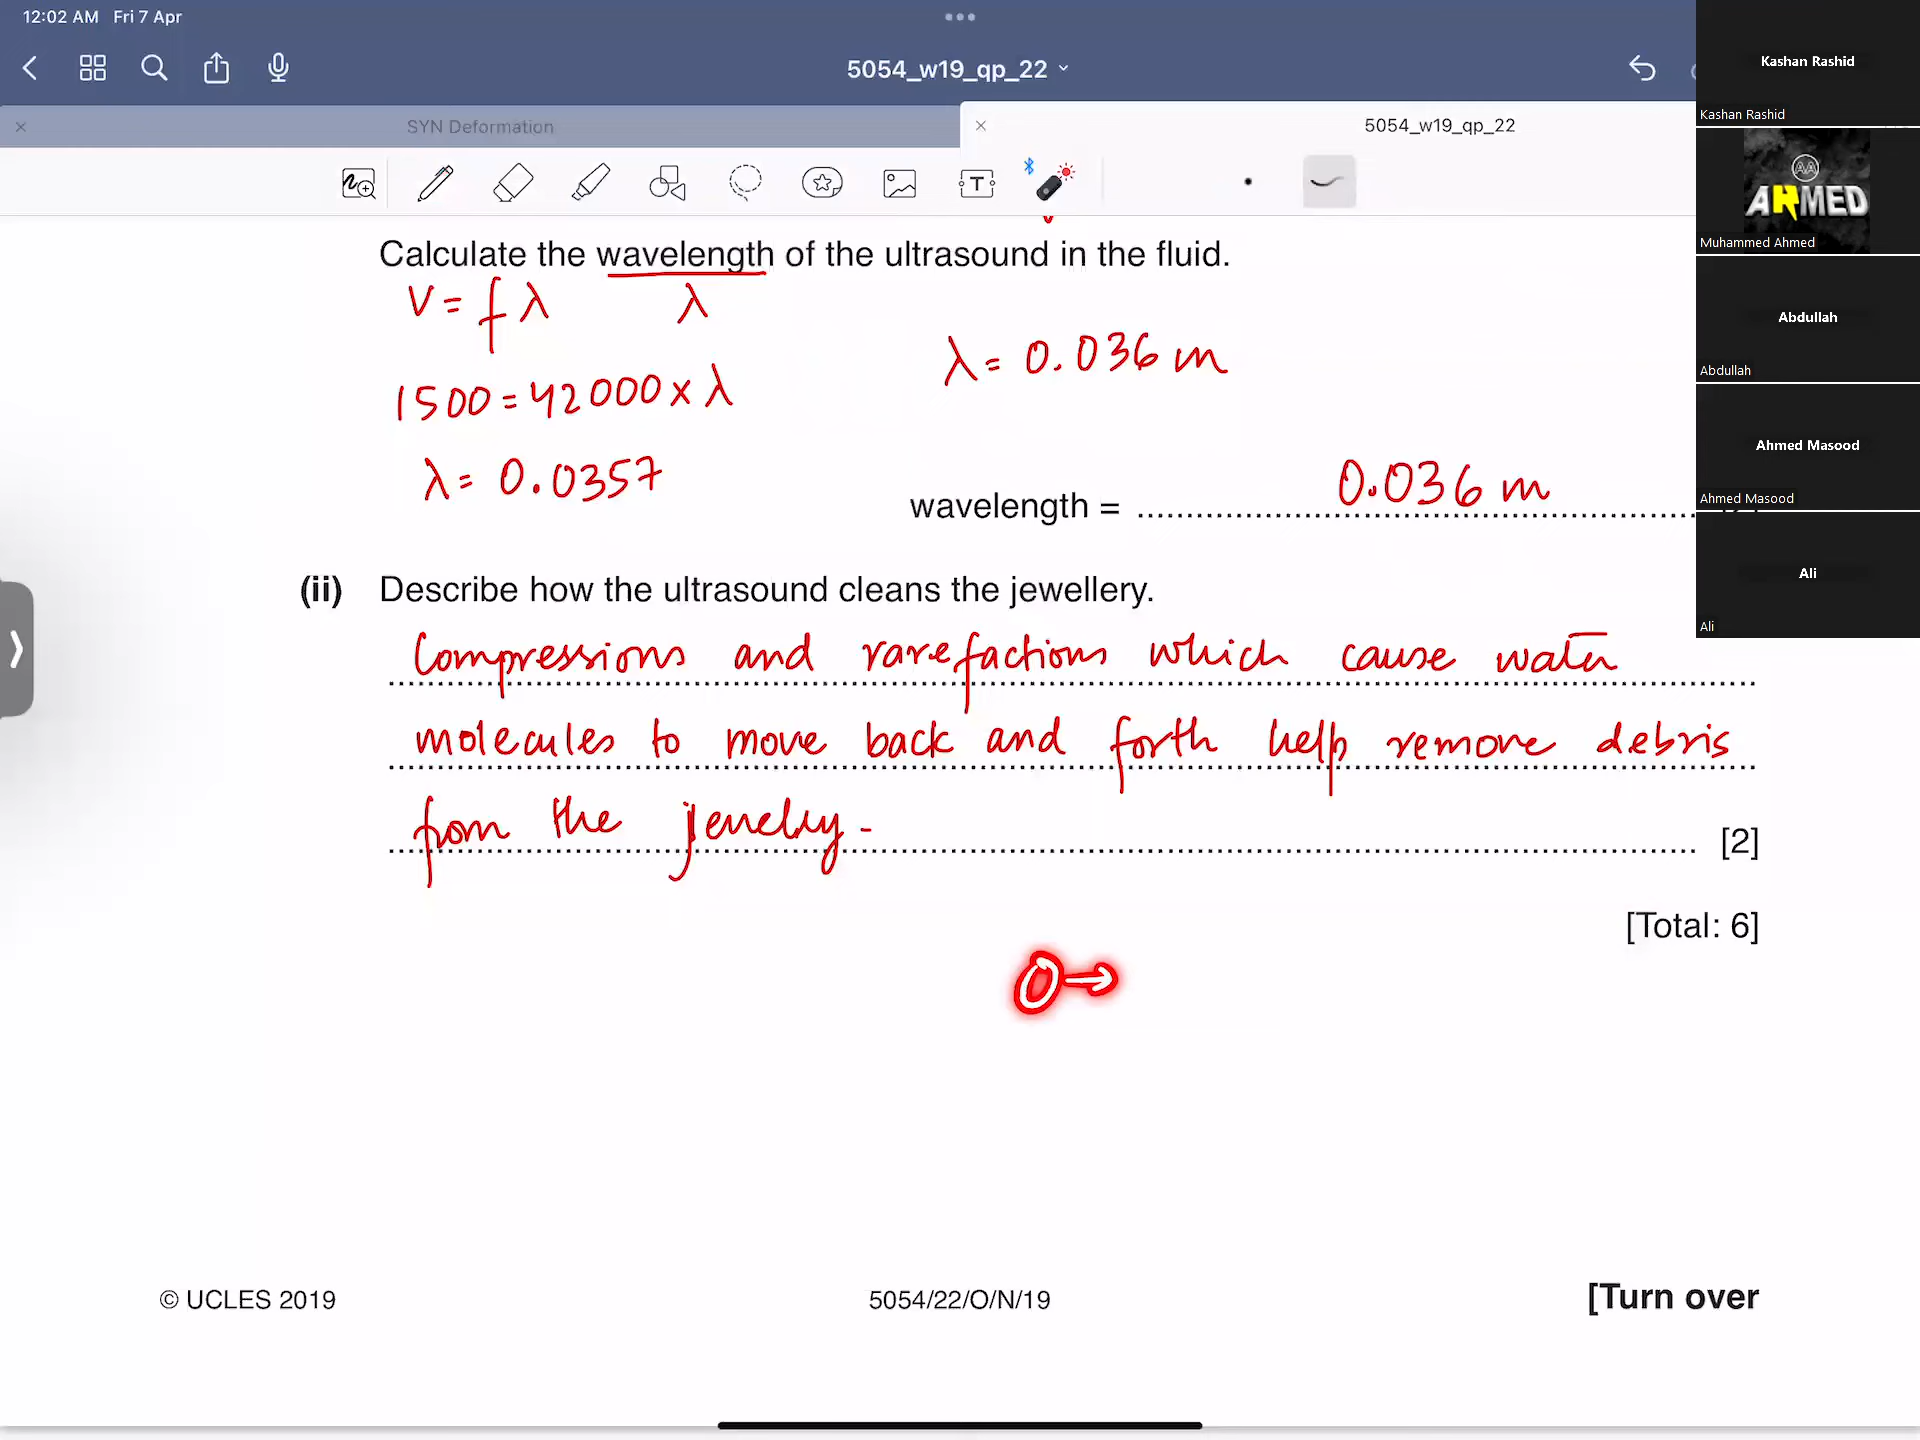 12:02 AM Fri 7 Apr
5054_w19_qp_22
SYN Deformation
5054_w19_qp_22
T
Calculate the wavelength of the ultrasound in the fluid.
V = fλ λ
1500 = 42000 × λ
λ = 0.0357
λ = 0.036 m
wavelength = 0.036 m
(ii) Describe how the ultrasound cleans the jewellery.
Compressions and rarefactions which cause water
molecules to move back and forth help remove debris
from the jewelry.
[2]
[Total: 6]
© UCLES 2019
5054/22/O/N/19
[Turn over
Kashan Rashid
Kashan Rashid
AA
ARMED
Muhammed Ahmed
Abdullah
Abdullah
Ahmed Masood
Ahmed Masood
Ali
Ali